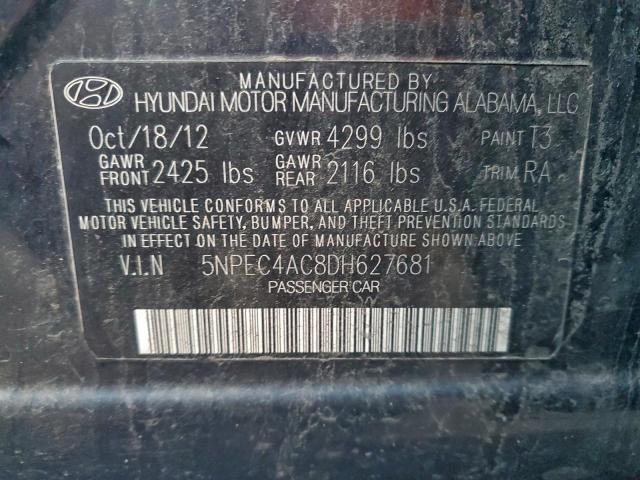 MANUFACTURED BY
HYUNDAI MOTOR MANUFACTURING ALABAMA, LLC
Oct/18/12 GVWR 4299 lbs PAINT T3
GAWR FRONT 2425 lbs GAWR REAR 2116 lbs TRIM RA
THIS VEHICLE CONFORMS TO ALL APPLICABLE U.S.A. FEDERAL
MOTOR VEHICLE SAFETY, BUMPER, AND THEFT PREVENTION STANDARDS
IN EFFECT ON THE DATE OF MANUFACTURE SHOWN ABOVE.
V.I.N 5NPEC4AC8DH627681
PASSENGER CAR